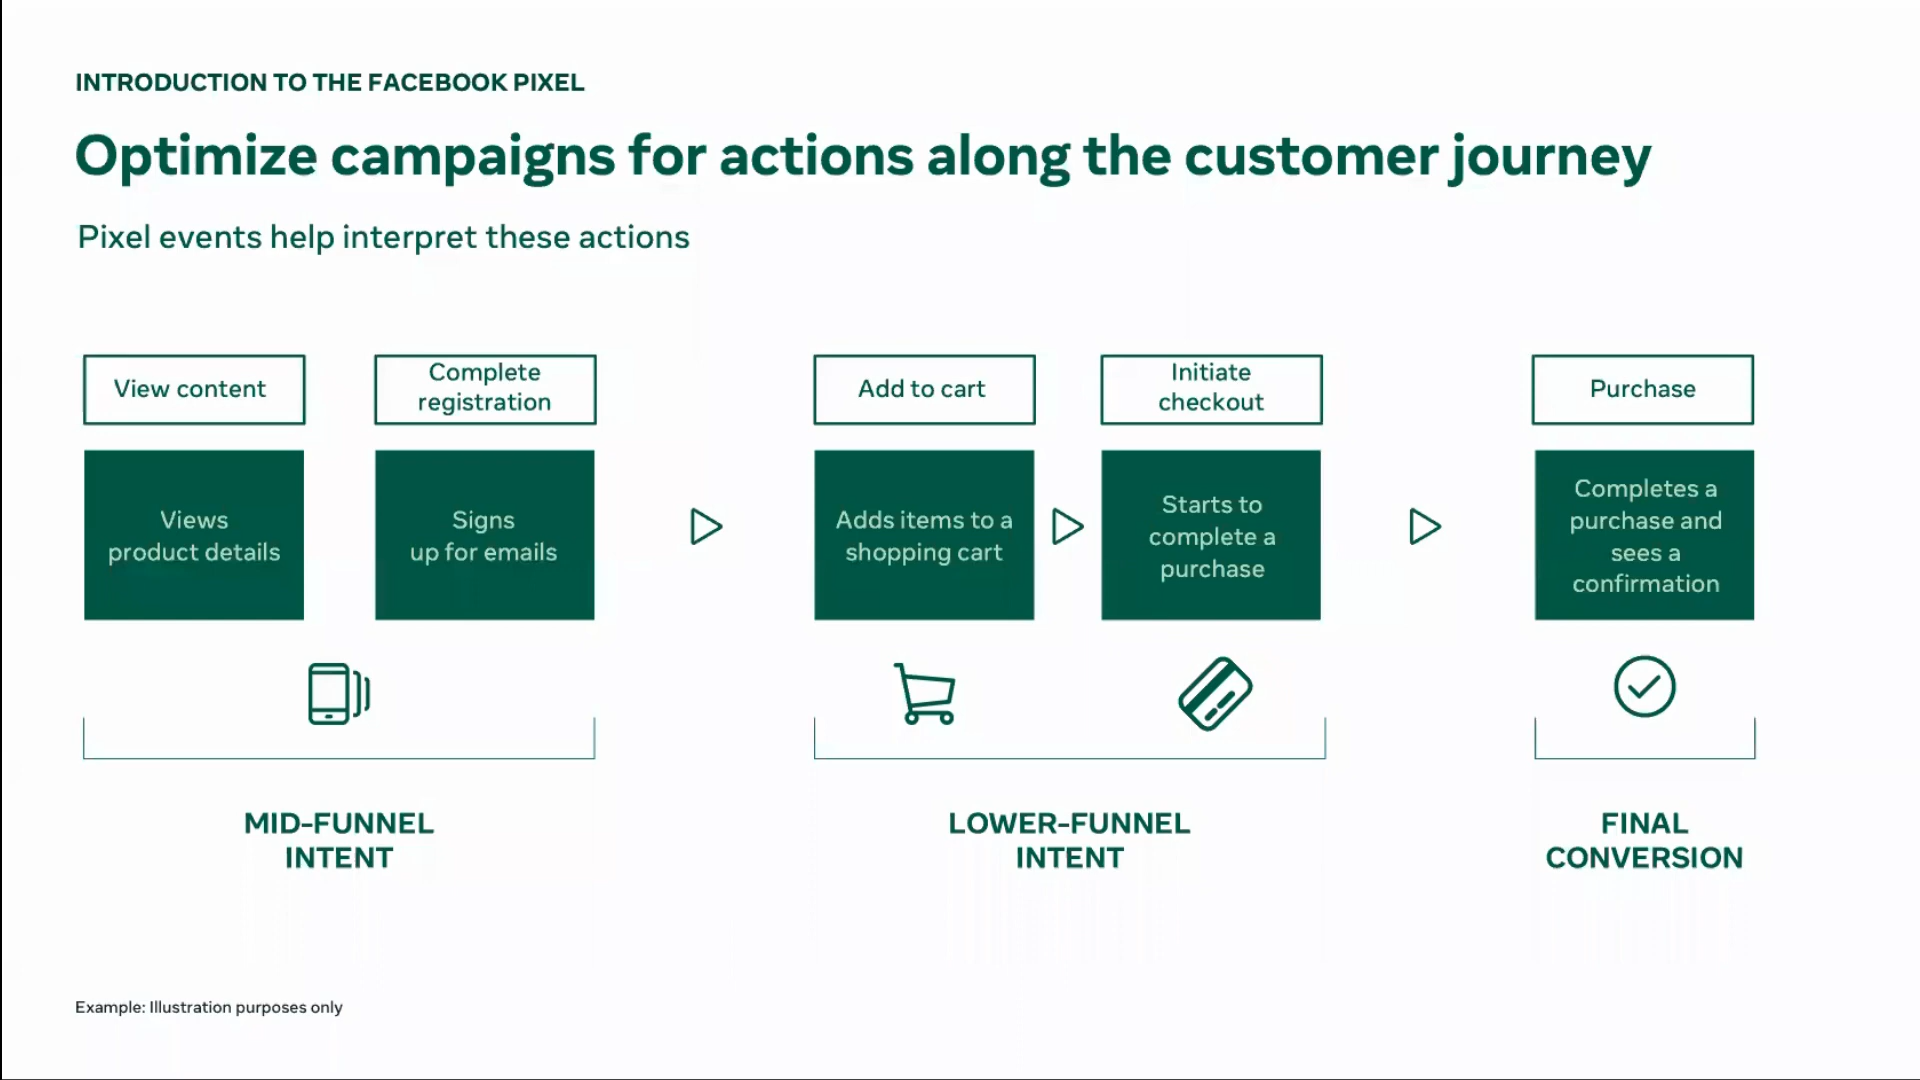 INTRODUCTION TO THE FACEBOOK PIXEL
Optimize campaigns for actions along the customer journey
Pixel events help interpret these actions
View content
Complete
registration
Add to cart
Initiate
checkout
Purchase
Views
product details
Signs
up for emails
Adds items to a
shopping cart
Starts to
complete a
purchase
Completes a
purchase and
sees a
confirmation
MID-FUNNEL
INTENT
LOWER-FUNNEL
INTENT
FINAL
CONVERSION
Example: Illustration purposes only